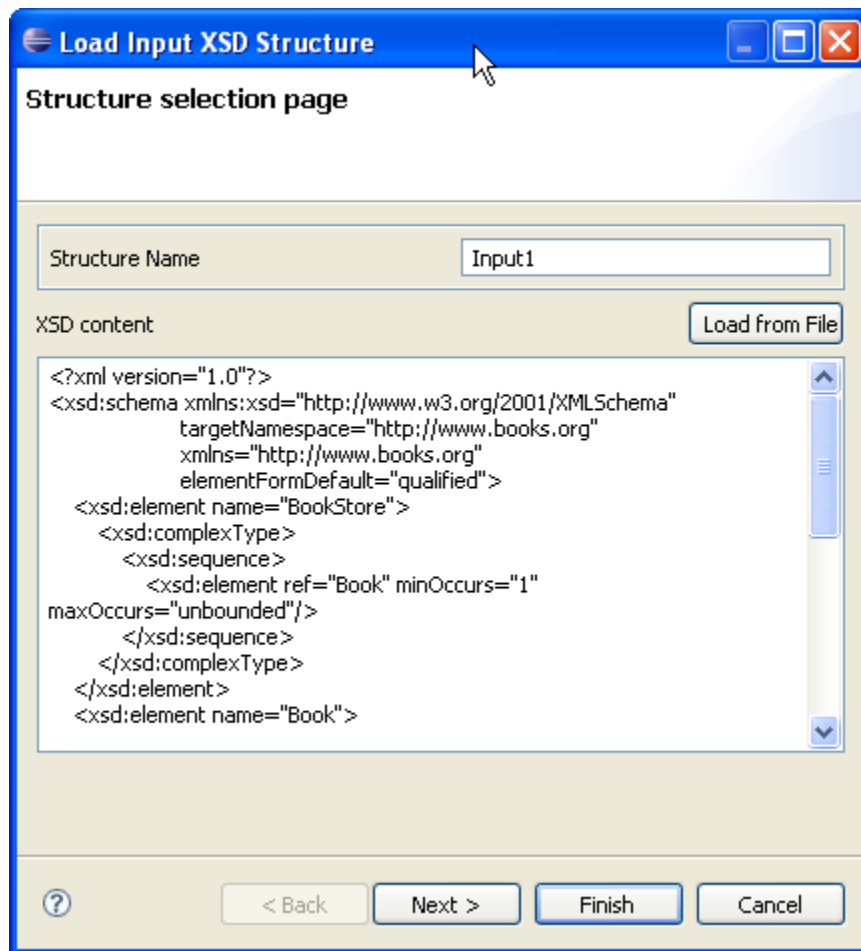 Load Input XSD Structure
Structure selection page
Structure Name Input1
XSD content Load from File
<?xml version="1.0"?>
<xsd:schema xmlns:xsd="http://www.w3.org/2001/XMLSchema"
targetNamespace="http://www.books.org"
xmlns="http://www.books.org"
elementFormDefault="qualified">
<xsd:element name="BookStore">
<xsd:complexType>
<xsd:sequence>
<xsd:element ref="Book" minOccurs="1"
maxOccurs="unbounded"/>
</xsd:sequence>
</xsd:complexType>
</xsd:element>
<xsd:element name="Book">
? < Back Next > Finish Cancel